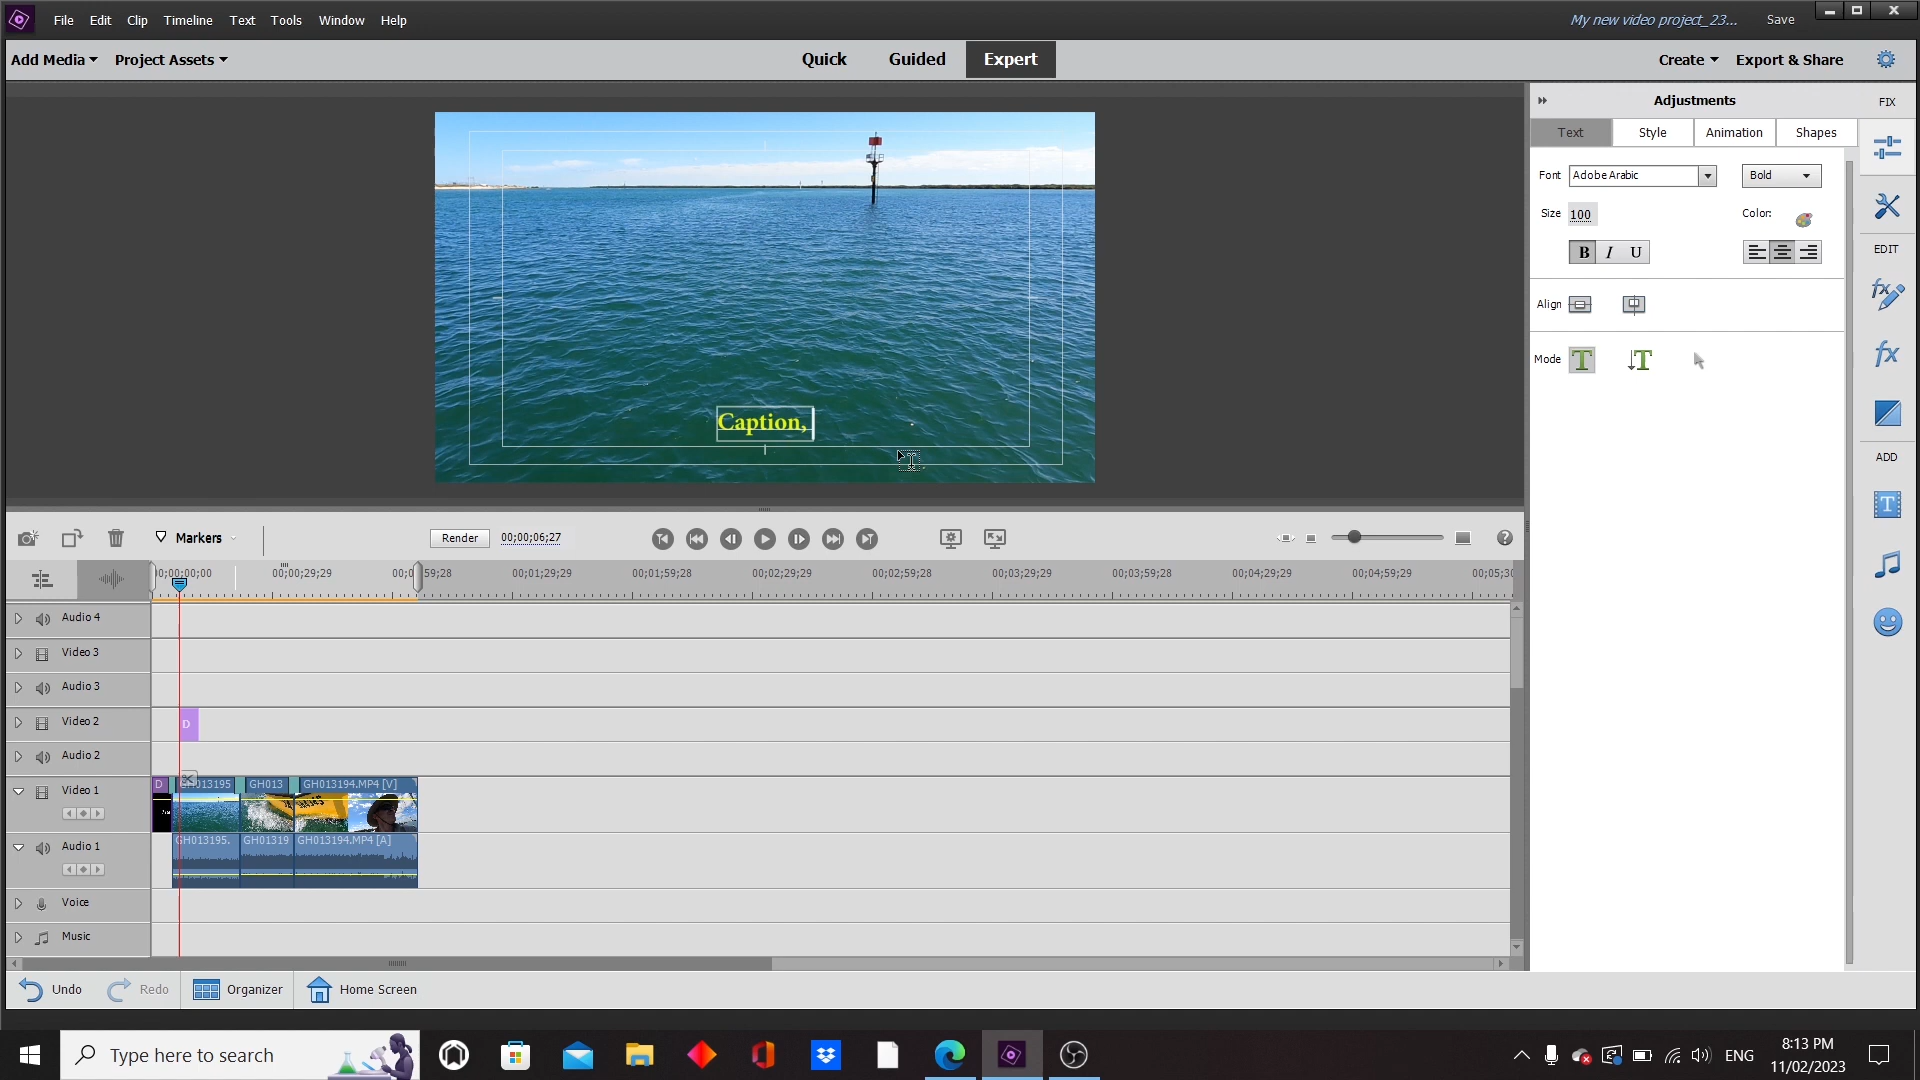 File Edit Clip Timeline Text Tools Window Help
My new video project_23... Save
Add Media Project Assets
Quick Guided Expert
Create Export & Share
Adjustments
FIX
Text Style Animation Shapes
Font Adobe Arabic Bold
Size 100 Color:
B I U
EDIT
Align
Mode T T
fx
ADD
T
Caption,
Markers
Render 00;00;06;27
00;00;29;29 59;28 00;01;29;29 00;01;59;28 00;02;29;29 00;02;59;28 00;03;29;29 00;03;59;28 00;04;29;29 00;04;59;29
Audio 4
Video 3
Audio 3
Video 2
D
Audio 2
Video 1
D GH013195 GH013 GH013194.MP4 [V]
Audio 1
GH013195. GH01319 GH013194.MP4 [A]
Voice
Music
Undo Redo Organizer Home Screen
Type here to search
ENG
8:13 PM
11/02/2023